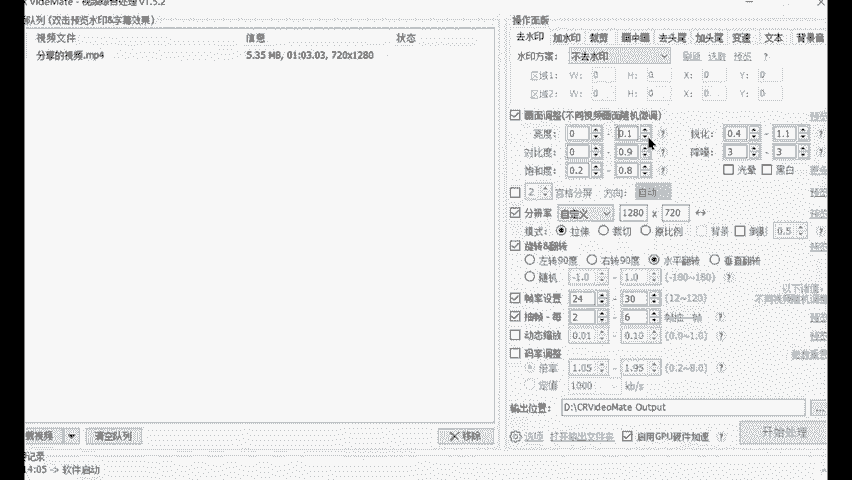 VideMate - 视频综合处理 V1.5.2
队列 (双击预览水印&字幕效果)
视频文件 信息 状态
分享的视频.mp4 5.35 MB, 01:03.03, 720x1280
载视频 清空队列 移除
记录
14:05 -> 软件启动
操作面板
去水印 加水印 裁剪 画中画 去头尾 加头尾 变速 文本 背景音
水印方案: 不去水印 预览 ?
区域1: W: 0 H: 0 X: 0 Y: 0
区域2: W: 0 H: 0 X: 0 Y: 0
画面调整(不同视频画面随机微调) 预览
亮度: 0 - 0.1 ? 锐化: 0.4 - 1.1 ?
对比度: 0 - 0.9 ? 降噪: 3 - 3 ?
饱和度: 0.2 - 0.8 ? 光晕 黑白 更多
2 宫格分屏 方向: 自动 预览
分辨率 自定义 1280 x 720 ↔ 预览
模式: 拉伸 裁切 原比例 背景 倒影 0.5
旋转&翻转 预览
左转90度 右转90度 水平翻转 垂直翻转
随机 -1.0 - 1.0 (-180~180) ?
以下诸值,
帧率设置 24 - 30 (12~120) 不同视频随机调整
抽帧 - 每 2 - 6 帧抽一帧 ? 预览
动态缩放 0.01 - 0.10 (0.0~1.0) ? 预览
码率调整
倍率 1.05 - 1.95 (0.2~8.0) ?
定值 1000 - kb/s
输出位置: D:\CRVideoMate Output ...
选项 打开输出文件夹 启用GPU硬件加速 ? 开始处理